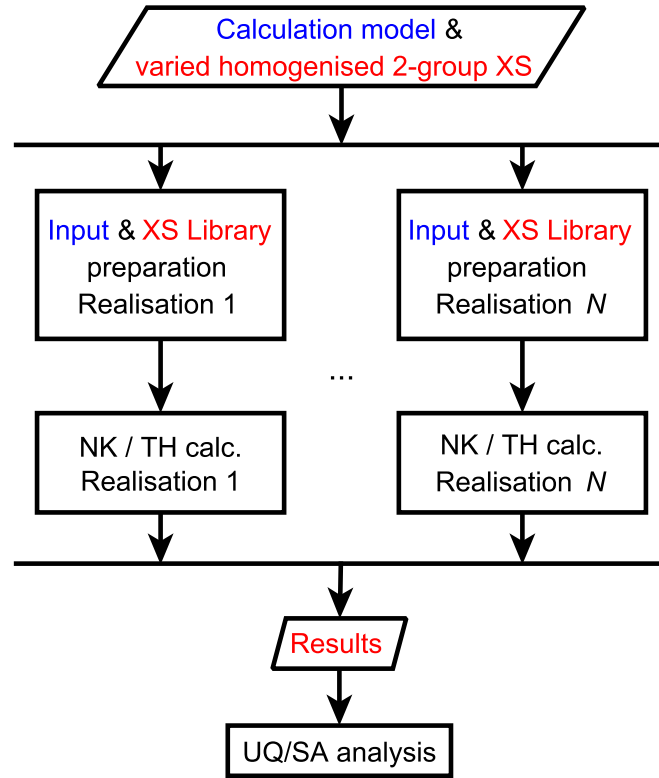 Calculation model &
varied homogenised 2-group XS
Input & XS Library
preparation
Realisation 1
Input & XS Library
preparation
Realisation N
...
NK / TH calc.
Realisation 1
NK / TH calc.
Realisation N
Results
UQ/SA analysis